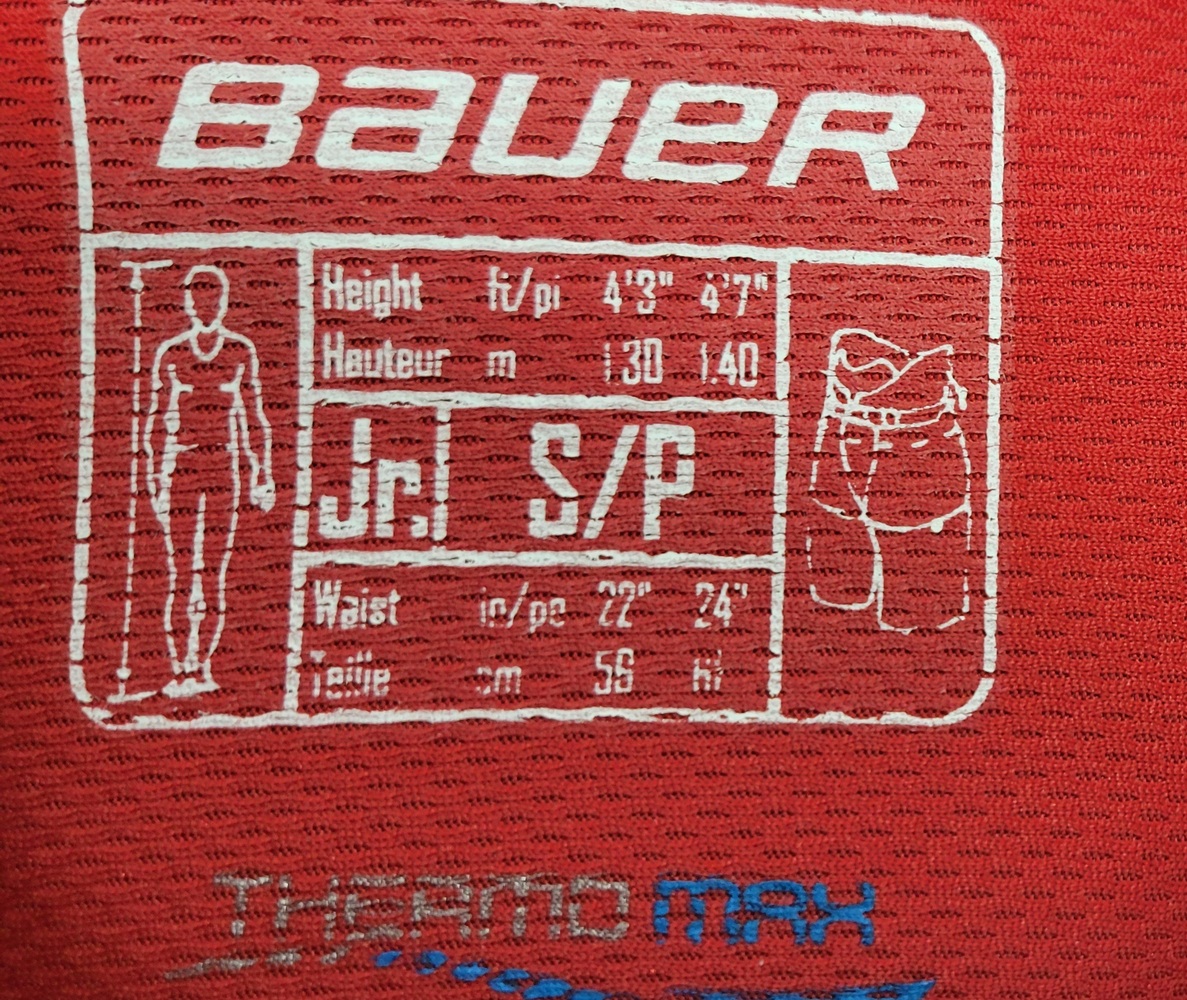 BAUER
Height ft/pi 4'3" 4'7"
Hauteur m 1.30 1.40
Jr. S/P
Waist in/po 22" 24"
Taille cm 56 61
THERMO MAX